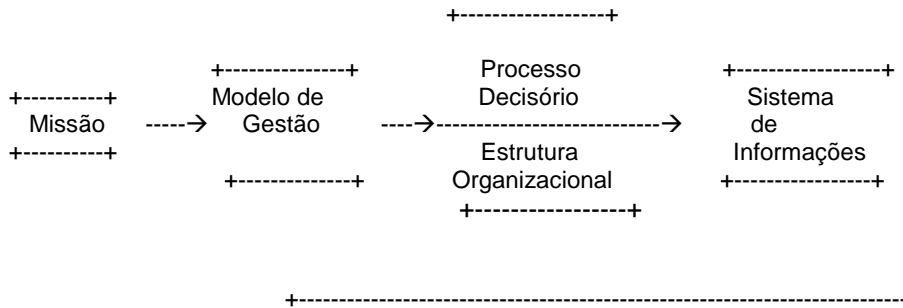 +-----------------+
+--------------+ Processo +----------------+
+----------+ Modelo de Decisório Sistema
Missão -----→ Gestão ----→----------------------------→ de
+----------+ Estrutura Informações
+-------------+ Organizacional +----------------+
+-----------------+
+------------------------------------------------------------------------------